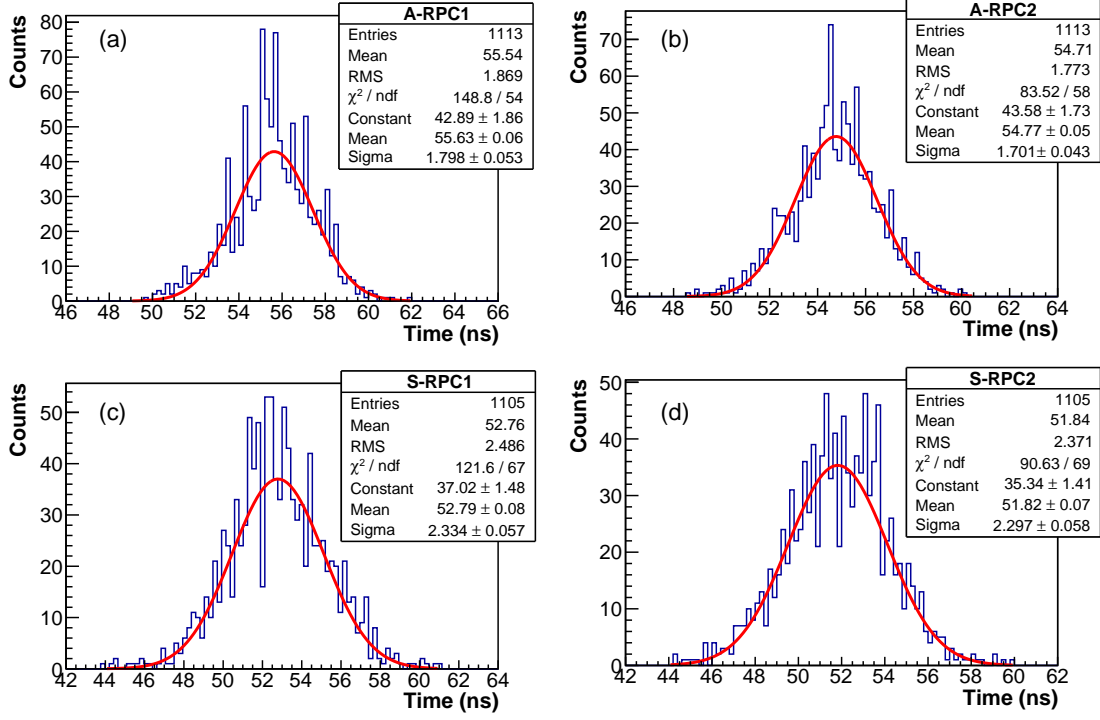 A-RPC1
Entries 1113
Mean 55.54
RMS 1.869
χ² / ndf 148.8 / 54
Constant 42.89 ± 1.86
Mean 55.63 ± 0.06
Sigma 1.798 ± 0.053
(a)
Counts
80
70
60
50
40
30
20
10
0
46 48 50 52 54 56 58 60 62 64 66
Time (ns)
A-RPC2
Entries 1113
Mean 54.71
RMS 1.773
χ² / ndf 83.52 / 58
Constant 43.58 ± 1.73
Mean 54.77 ± 0.05
Sigma 1.701 ± 0.043
(b)
Counts
70
60
50
40
30
20
10
0
46 48 50 52 54 56 58 60 62 64
Time (ns)
S-RPC1
Entries 1105
Mean 52.76
RMS 2.486
χ² / ndf 121.6 / 67
Constant 37.02 ± 1.48
Mean 52.79 ± 0.08
Sigma 2.334 ± 0.057
(c)
Counts
50
40
30
20
10
0
42 44 46 48 50 52 54 56 58 60 62 64
Time (ns)
S-RPC2
Entries 1105
Mean 51.84
RMS 2.371
χ² / ndf 90.63 / 69
Constant 35.34 ± 1.41
Mean 51.82 ± 0.07
Sigma 2.297 ± 0.058
(d)
Counts
50
40
30
20
10
0
42 44 46 48 50 52 54 56 58 60 62
Time (ns)